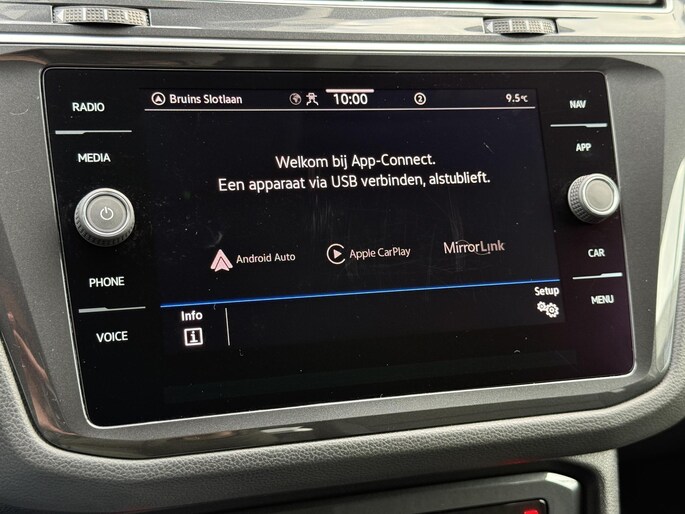 RADIO
MEDIA
PHONE
VOICE
Bruins Slotlaan
10:00
2
9.5°C
Welkom bij App-Connect.
Een apparaat via USB verbinden, alstublieft.
Android Auto
Apple CarPlay
MirrorLink
Info
i
Setup
NAV
APP
CAR
MENU